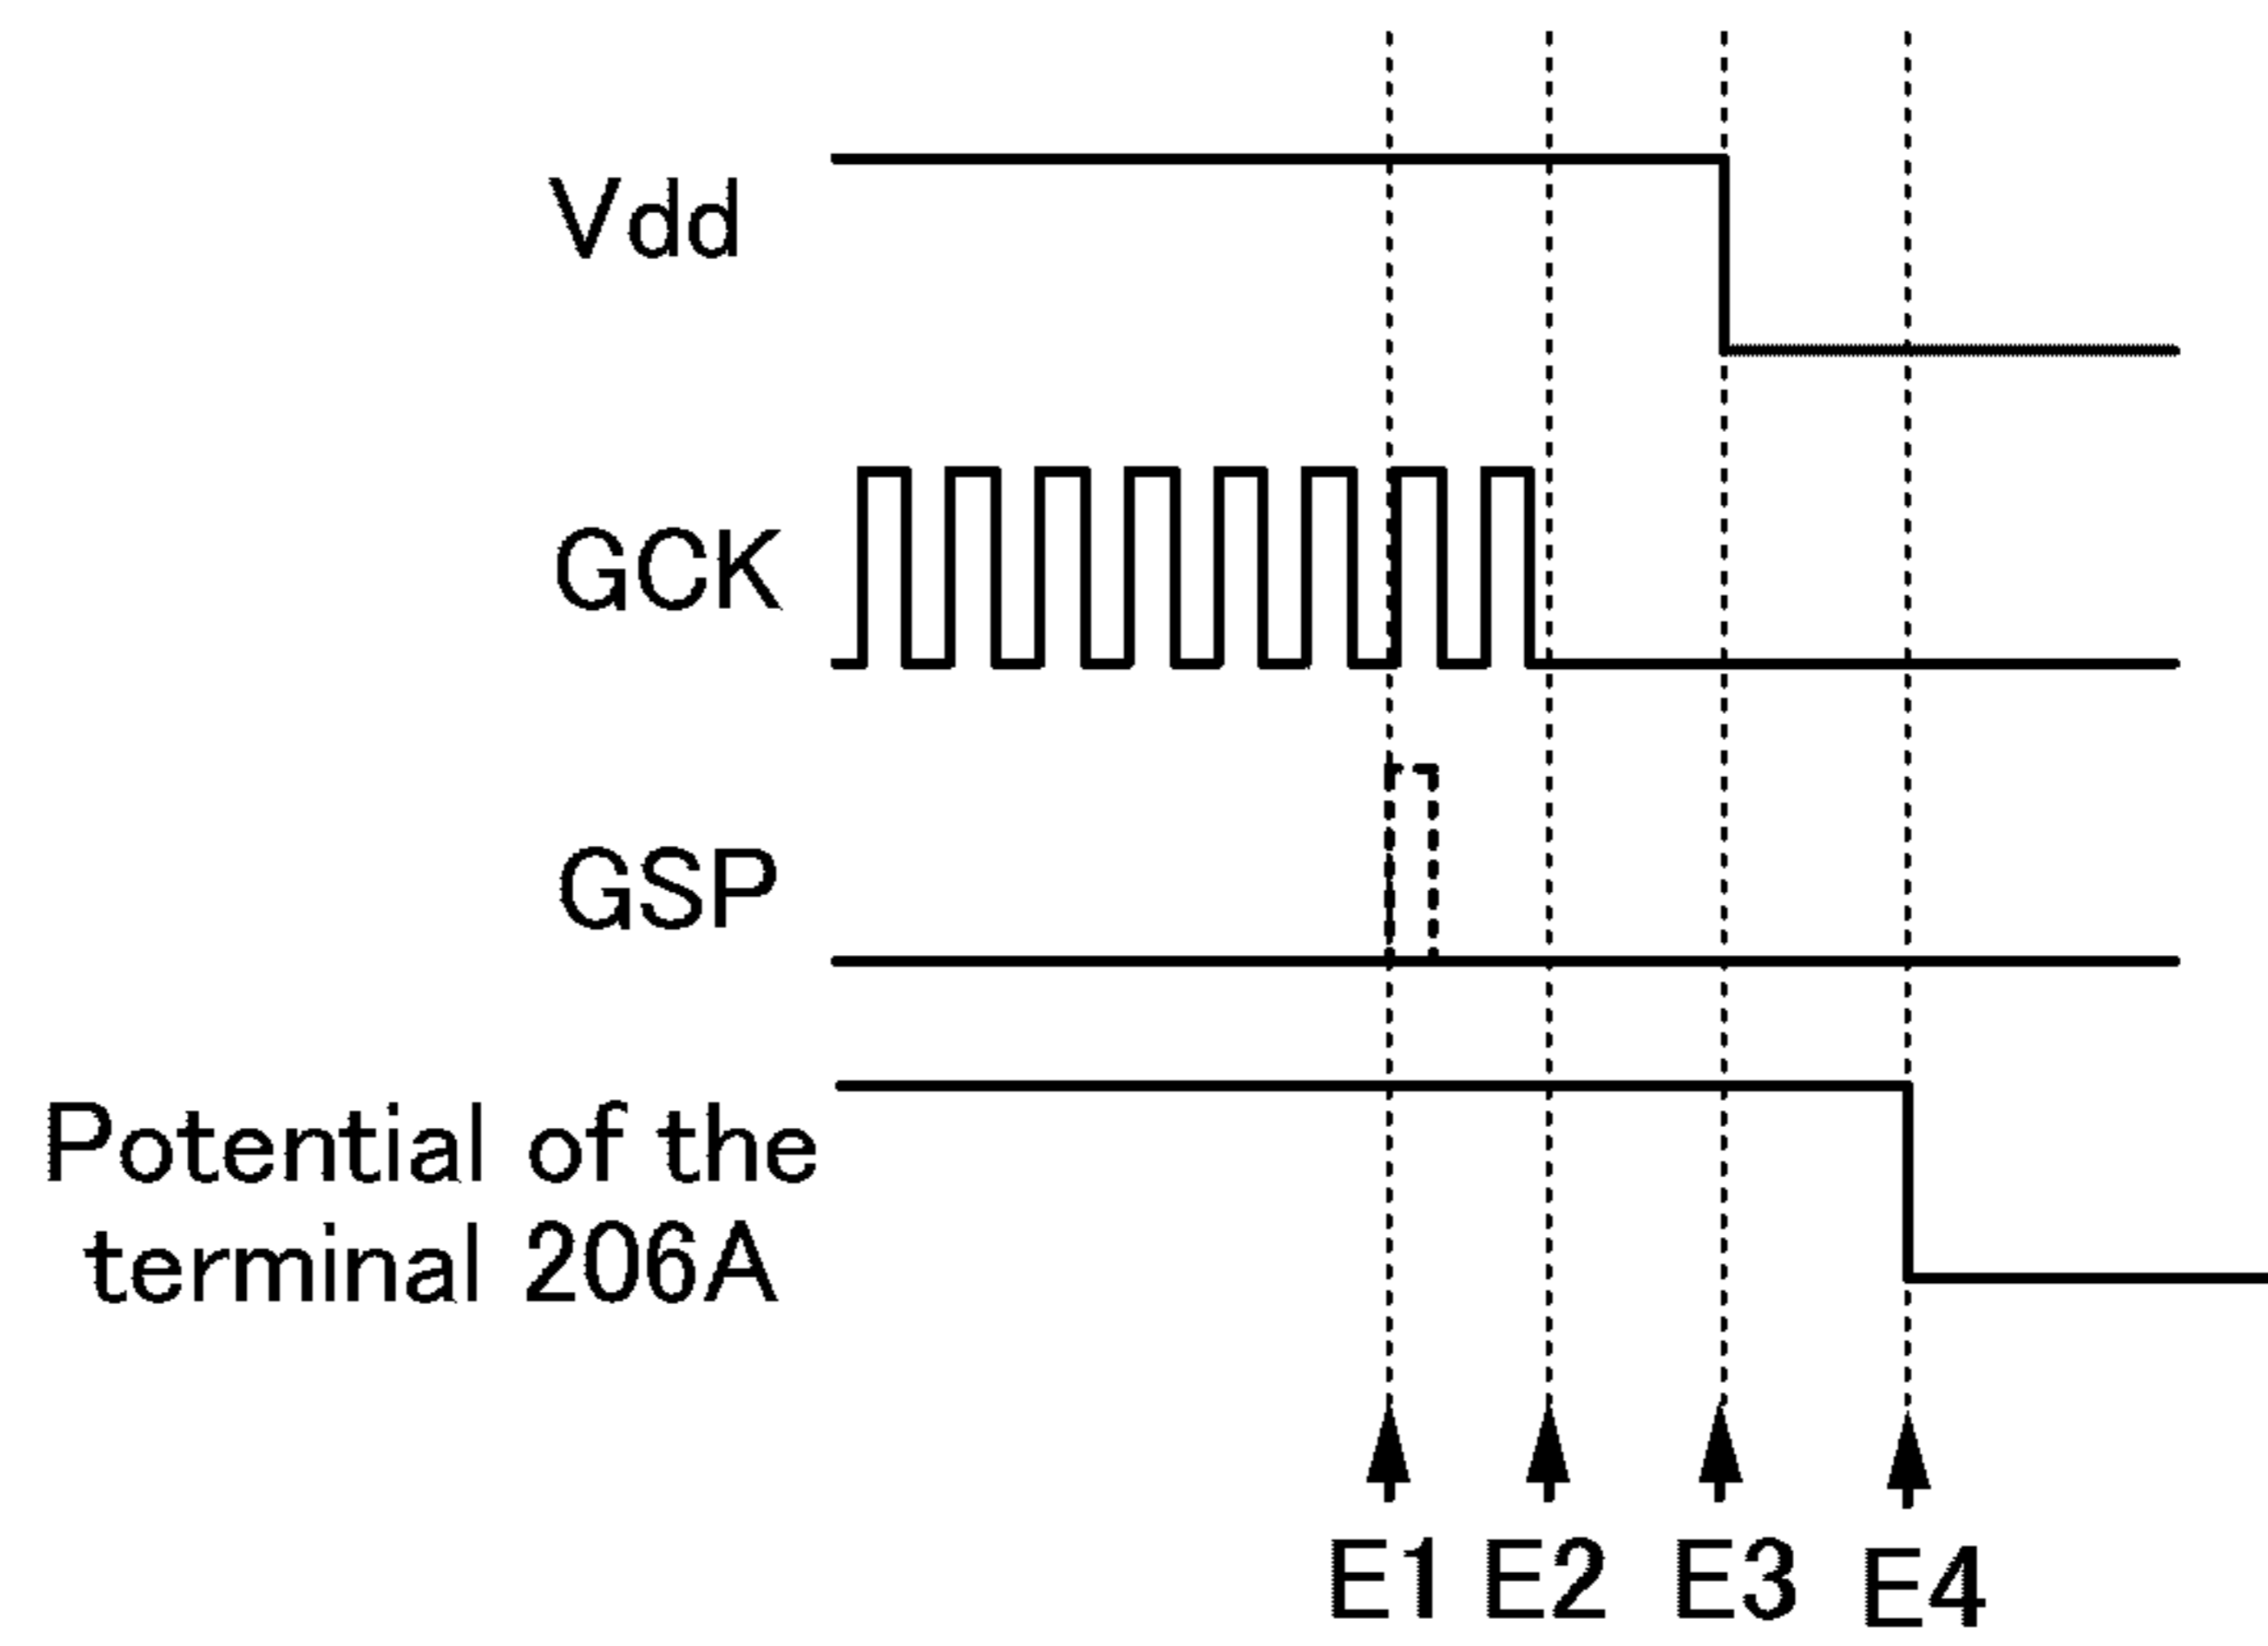 Vdd
GCK
GSP
Potential of the
terminal 206A
E1 E2 E3 E4